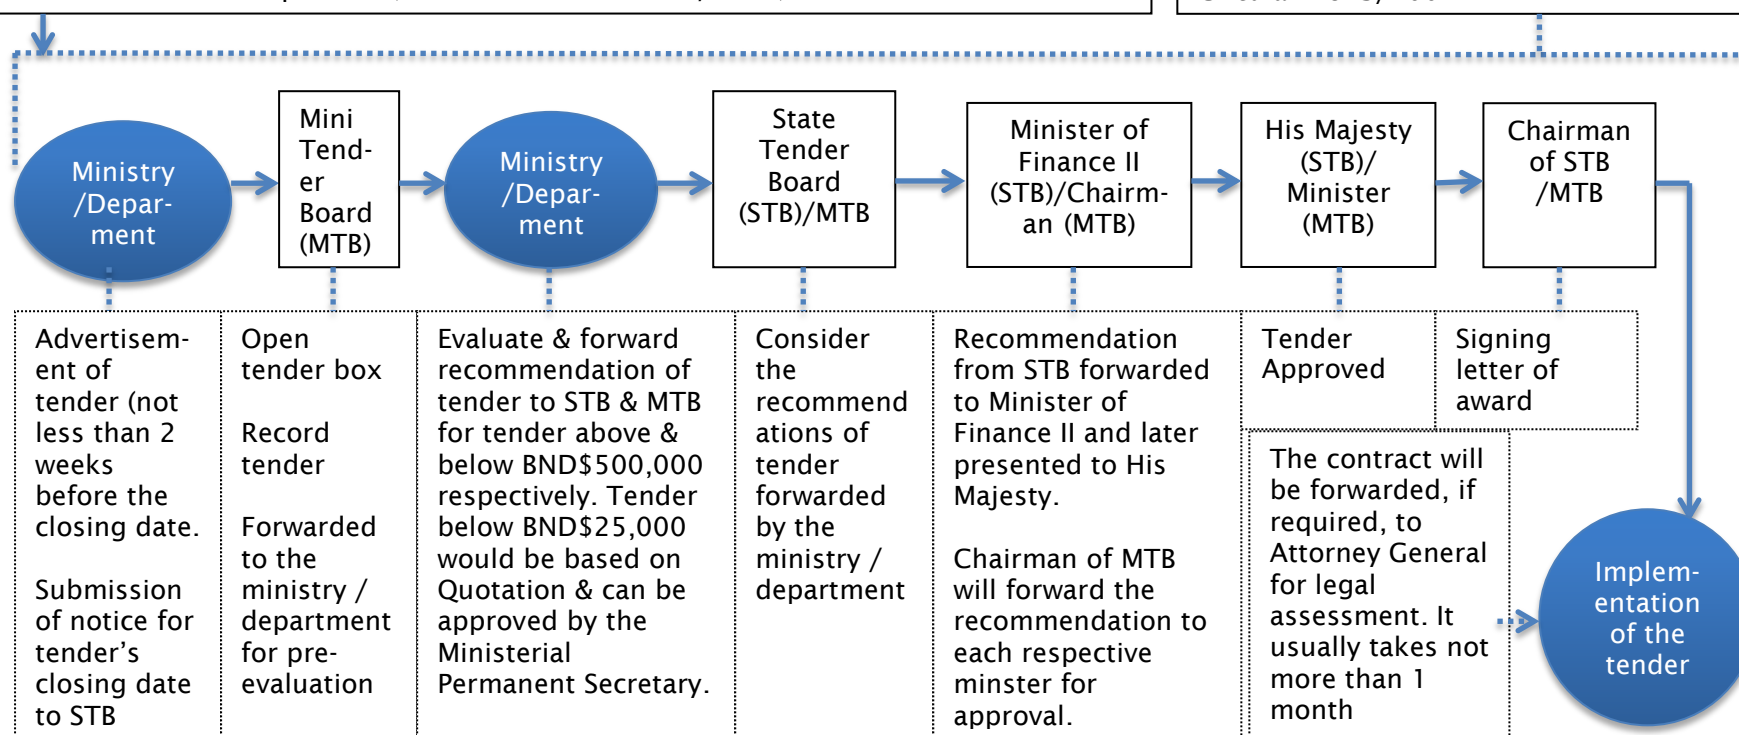 Ministry
/Depar-
ment
Mini
Tend-
er
Board
(MTB)
Ministry
/Depar-
ment
State
Tender
Board
(STB)/MTB
Minister of
Finance II
(STB)/Chairm-
an (MTB)
His Majesty
(STB)/
Minister
(MTB)
Chairman
of STB
/MTB
Advertisem-
ent of
tender (not
less than 2
weeks
before the
closing date.
Submission
of notice for
tender’s
closing date
to STB
Open
tender box
Record
tender
Forwarded
to the
ministry /
department
for pre-
evaluation
Evaluate & forward
recommendation of
tender to STB & MTB
for tender above &
below BND$500,000
respectively. Tender
below BND$25,000
would be based on
Quotation & can be
approved by the
Ministerial
Permanent Secretary.
Consider
the
recommend
ations of
tender
forwarded
by the
ministry /
department
Recommendation
from STB forwarded
to Minister of
Finance II and later
presented to His
Majesty.
Chairman of MTB
will forward the
recommendation to
each respective
minster for
approval.
Tender
Approved
Signing
letter of
award
The contract will
be forwarded, if
required, to
Attorney General
for legal
assessment. It
usually takes not
more than 1
month
Implem-
entation
of the
tender